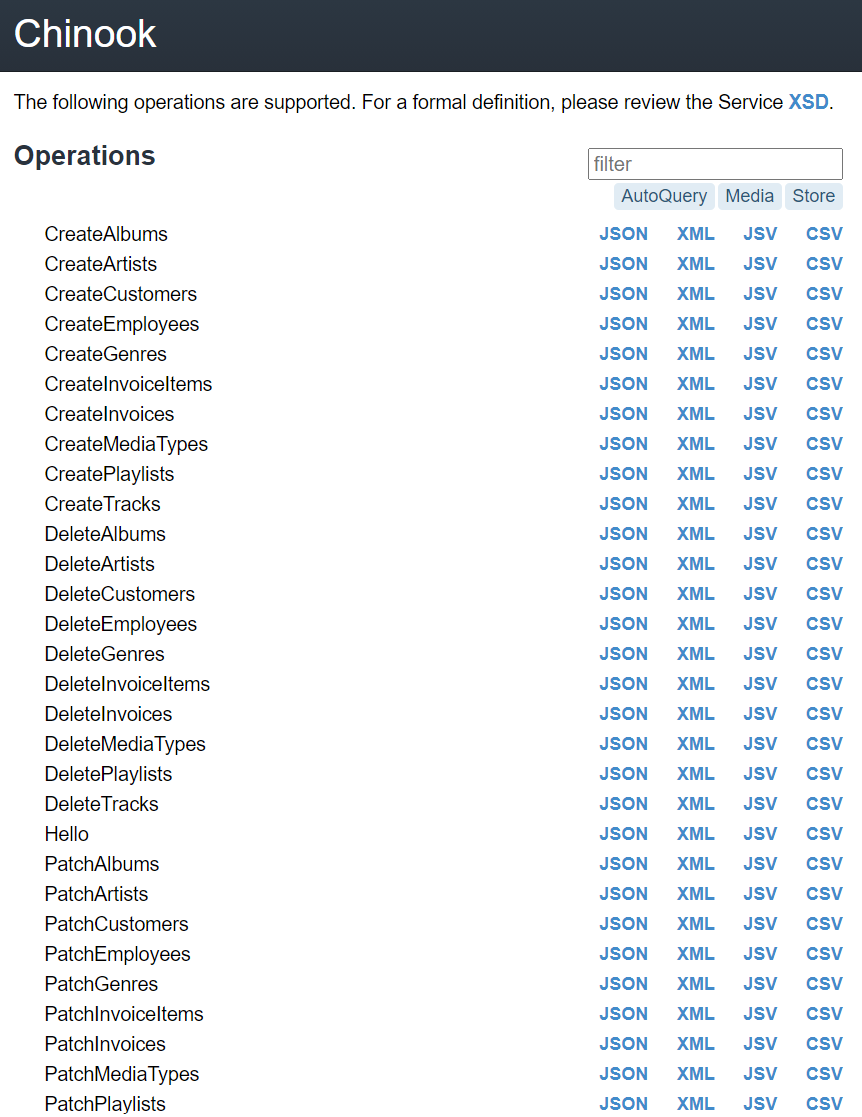 Chinook
The following operations are supported. For a formal definition, please review the Service XSD.
Operations
filter
AutoQuery Media Store
CreateAlbums JSON XML JSV CSV
CreateArtists JSON XML JSV CSV
CreateCustomers JSON XML JSV CSV
CreateEmployees JSON XML JSV CSV
CreateGenres JSON XML JSV CSV
CreateInvoiceItems JSON XML JSV CSV
CreateInvoices JSON XML JSV CSV
CreateMediaTypes JSON XML JSV CSV
CreatePlaylists JSON XML JSV CSV
CreateTracks JSON XML JSV CSV
DeleteAlbums JSON XML JSV CSV
DeleteArtists JSON XML JSV CSV
DeleteCustomers JSON XML JSV CSV
DeleteEmployees JSON XML JSV CSV
DeleteGenres JSON XML JSV CSV
DeleteInvoiceItems JSON XML JSV CSV
DeleteInvoices JSON XML JSV CSV
DeleteMediaTypes JSON XML JSV CSV
DeletePlaylists JSON XML JSV CSV
DeleteTracks JSON XML JSV CSV
Hello JSON XML JSV CSV
PatchAlbums JSON XML JSV CSV
PatchArtists JSON XML JSV CSV
PatchCustomers JSON XML JSV CSV
PatchEmployees JSON XML JSV CSV
PatchGenres JSON XML JSV CSV
PatchInvoiceItems JSON XML JSV CSV
PatchInvoices JSON XML JSV CSV
PatchMediaTypes JSON XML JSV CSV
PatchPlaylists JSON XML JSV CSV